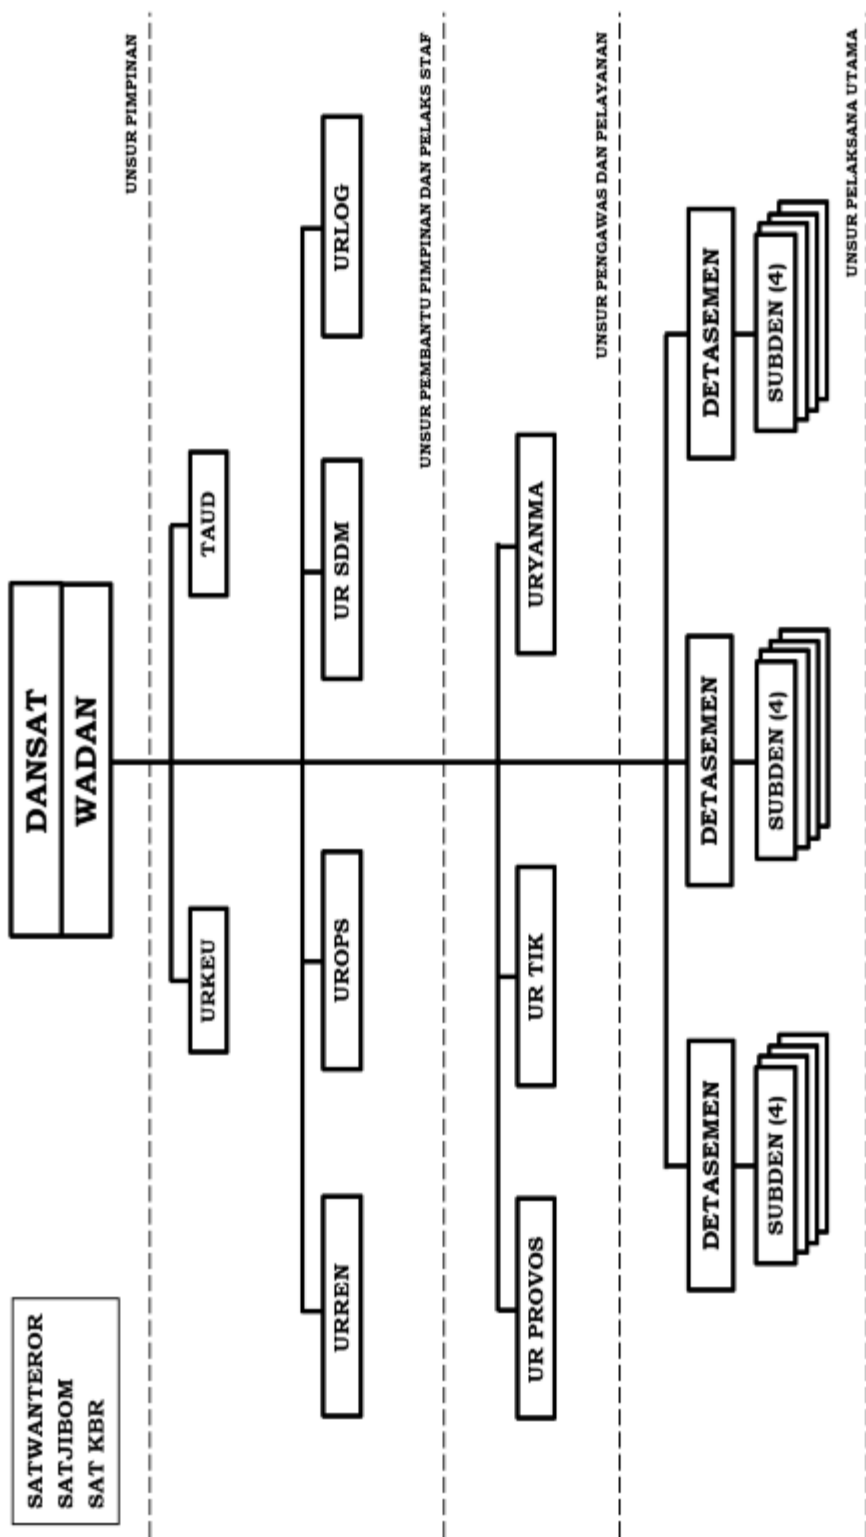 SATWANTEROR
SATJIBOM
SAT KBR
DANSAT
WADAN
UNSUR PIMPINAN
URKEU
TAUD
URREN
UROPS
UR SDM
URLOG
UNSUR PEMBANTU PIMPINAN DAN PELAKS STAF
UR PROVOS
UR TIK
URYANMA
UNSUR PENGAWAS DAN PELAYANAN
DETASEMEN
DETASEMEN
DETASEMEN
SUBDEN (4)
SUBDEN (4)
SUBDEN (4)
UNSUR PELAKSANA UTAMA